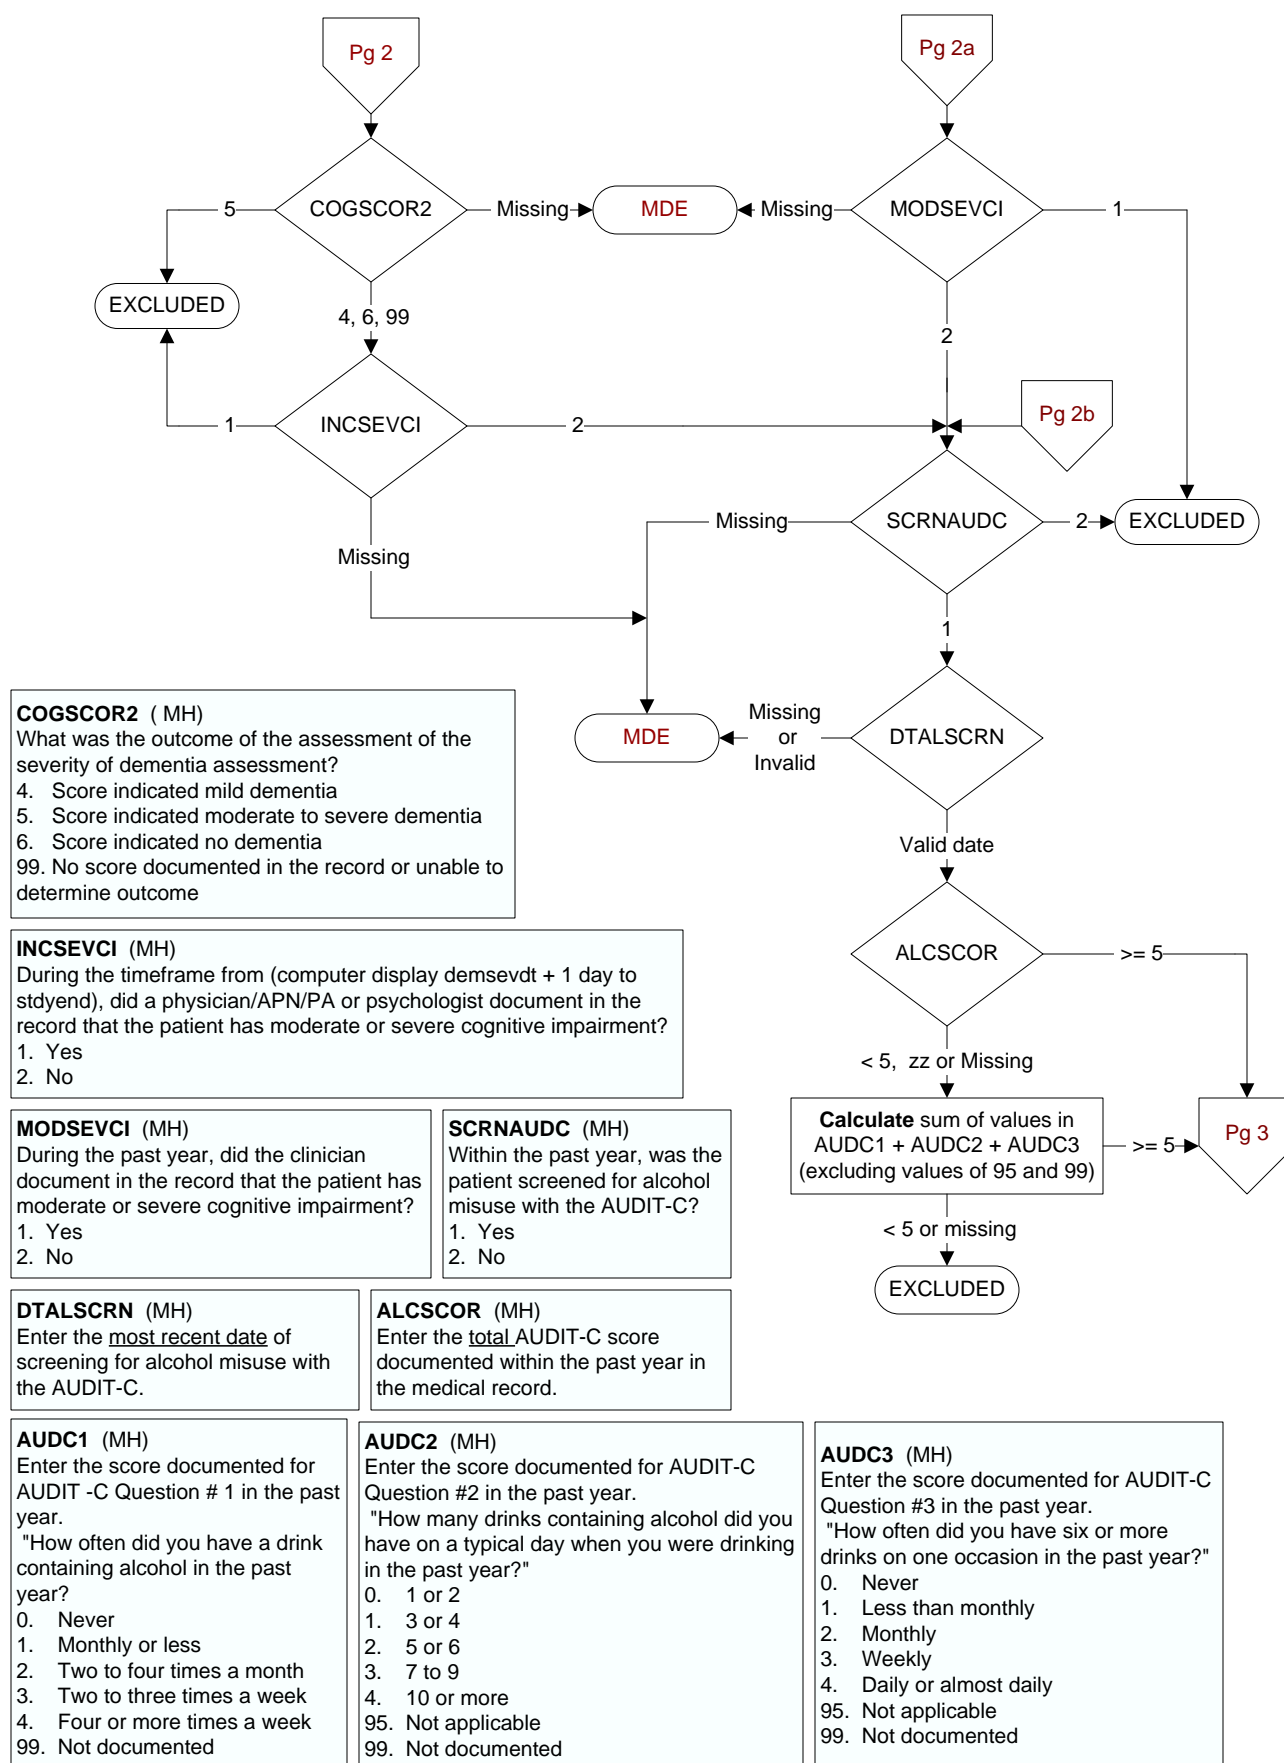 Pg 2
Pg 2a
COGSCOR2
5
Missing
MDE
Missing
MODSEVCI
1
EXCLUDED
4, 6, 99
2
INCSEVCI
1
2
Pg 2b
Missing
Missing
SCRNAUDC
2
EXCLUDED
1
MDE
Missing
or
Invalid
DTALSCRN
Valid date
ALCSCOR
>= 5
< 5, zz or Missing
Calculate sum of values in
AUDC1 + AUDC2 + AUDC3
(excluding values of 95 and 99)
>= 5
Pg 3
< 5 or missing
EXCLUDED
COGSCOR2 ( MH)
What was the outcome of the assessment of the
severity of dementia assessment?
4. Score indicated mild dementia
5. Score indicated moderate to severe dementia
6. Score indicated no dementia
99. No score documented in the record or unable to
determine outcome
INCSEVCI (MH)
During the timeframe from (computer display demsevdt + 1 day to
stdyend), did a physician/APN/PA or psychologist document in the
record that the patient has moderate or severe cognitive impairment?
1. Yes
2. No
MODSEVCI (MH)
During the past year, did the clinician
document in the record that the patient has
moderate or severe cognitive impairment?
1. Yes
2. No
SCRNAUDC (MH)
Within the past year, was the
patient screened for alcohol
misuse with the AUDIT-C?
1. Yes
2. No
DTALSCRN (MH)
Enter the most recent date of
screening for alcohol misuse with
the AUDIT-C.
ALCSCOR (MH)
Enter the total AUDIT-C score
documented within the past year in
the medical record.
AUDC1 (MH)
Enter the score documented for
AUDIT -C Question # 1 in the past
year.
"How often did you have a drink
containing alcohol in the past
year?
0. Never
1. Monthly or less
2. Two to four times a month
3. Two to three times a week
4. Four or more times a week
99. Not documented
AUDC2 (MH)
Enter the score documented for AUDIT-C
Question #2 in the past year.
"How many drinks containing alcohol did you
have on a typical day when you were drinking
in the past year?"
0. 1 or 2
1. 3 or 4
2. 5 or 6
3. 7 to 9
4. 10 or more
95. Not applicable
99. Not documented
AUDC3 (MH)
Enter the score documented for AUDIT-C
Question #3 in the past year.
"How often did you have six or more
drinks on one occasion in the past year?"
0. Never
1. Less than monthly
2. Monthly
3. Weekly
4. Daily or almost daily
95. Not applicable
99. Not documented